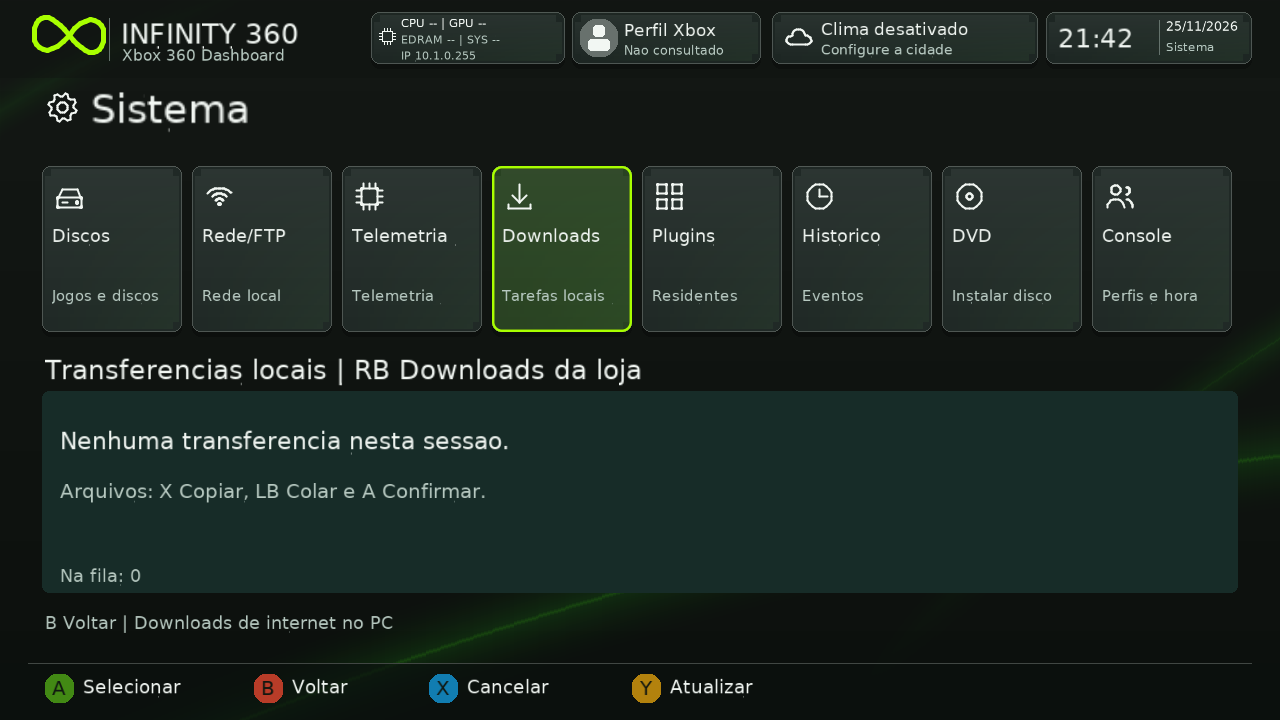 INFINITY 360
Xbox 360 Dashboard
CPU -- | GPU --
EDRAM -- | SYS --
IP 10.1.0.255
Perfil Xbox
Nao consultado
Clima desativado
Configure a cidade
21:42
25/11/2026
Sistema
Sistema
Discos
Jogos e discos
Rede/FTP
Rede local
Telemetria
Telemetria
Downloads
Tarefas locais
Plugins
Residentes
Historico
Eventos
DVD
Instalar disco
Console
Perfis e hora
Transferencias locais | RB Downloads da loja
Nenhuma transferencia nesta sessao.
Arquivos: X Copiar, LB Colar e A Confirmar.
Na fila: 0
B Voltar | Downloads de internet no PC
A Selecionar
B Voltar
X Cancelar
Y Atualizar